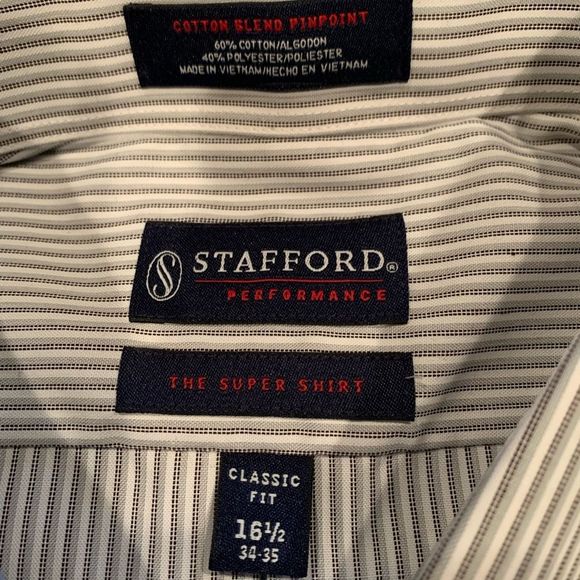 COTTON BLEND PINPOINT
60% COTTON/ALGODON
40% POLYESTER/POLIESTER
MADE IN VIETNAM/HECHO EN VIETNAM
S STAFFORD®
PERFORMANCE
THE SUPER SHIRT
CLASSIC
FIT
16½
34-35